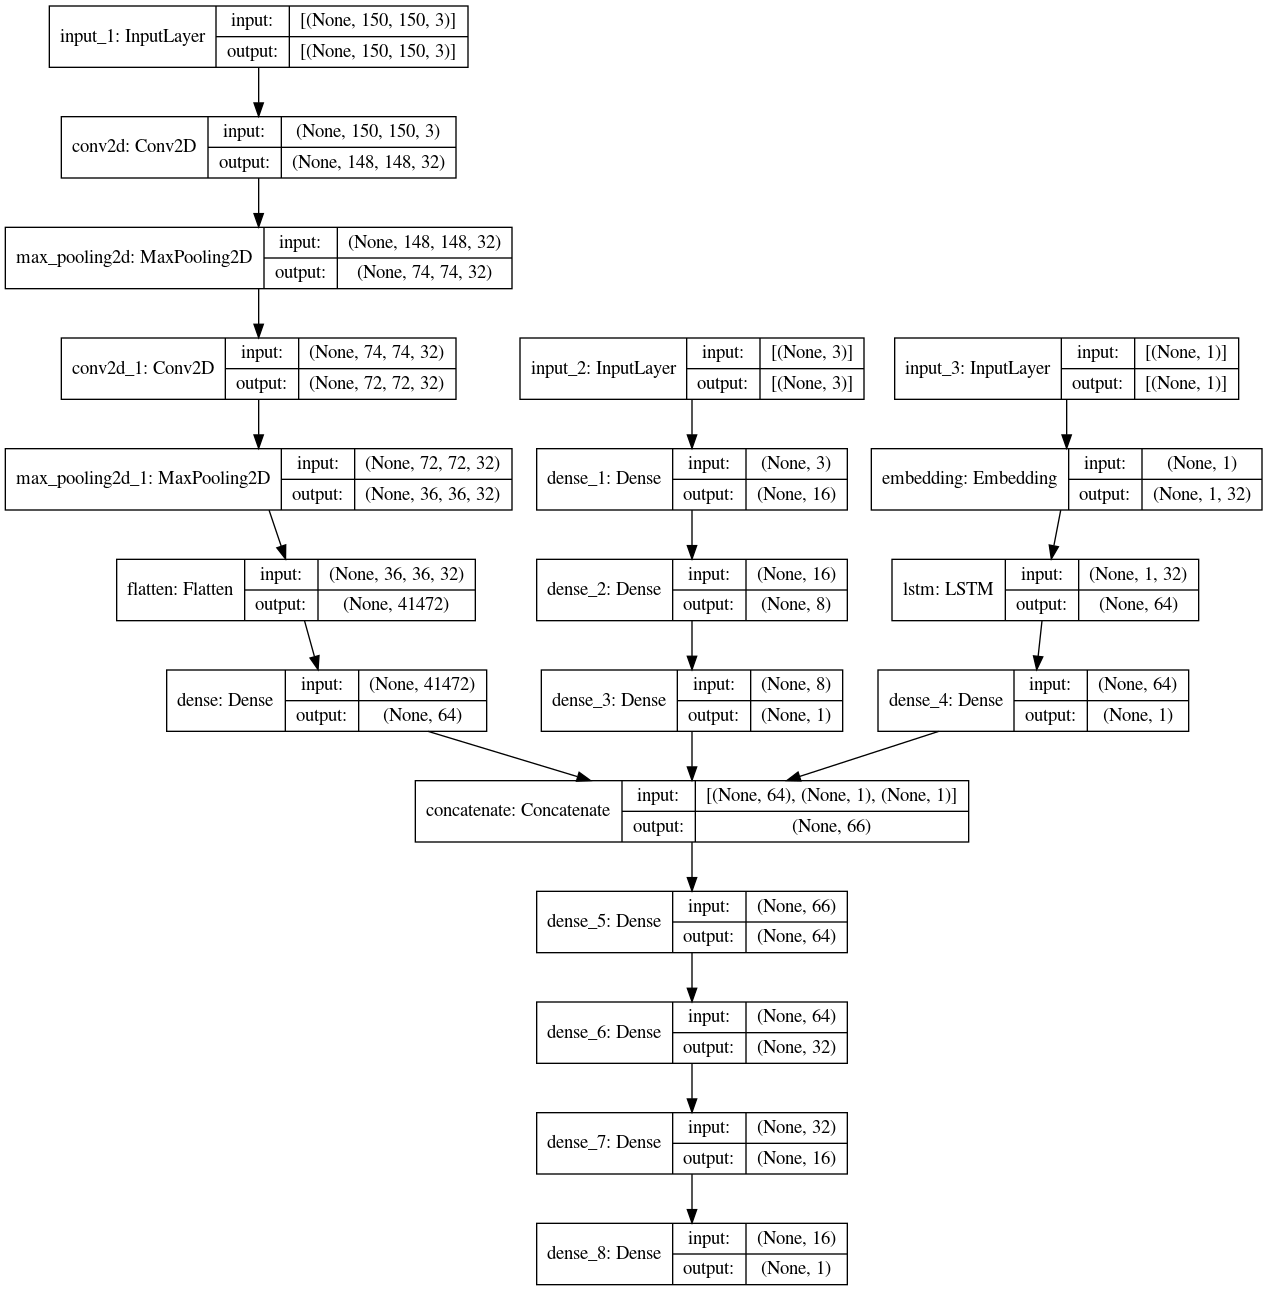 input_1: InputLayer
input:
[(None, 150, 150, 3)]
output:
[(None, 150, 150, 3)]
conv2d: Conv2D
input:
(None, 150, 150, 3)
output:
(None, 148, 148, 32)
max_pooling2d: MaxPooling2D
input:
(None, 148, 148, 32)
output:
(None, 74, 74, 32)
conv2d_1: Conv2D
input:
(None, 74, 74, 32)
output:
(None, 72, 72, 32)
input_2: InputLayer
input:
[(None, 3)]
output:
[(None, 3)]
input_3: InputLayer
input:
[(None, 1)]
output:
[(None, 1)]
max_pooling2d_1: MaxPooling2D
input:
(None, 72, 72, 32)
output:
(None, 36, 36, 32)
dense_1: Dense
input:
(None, 3)
output:
(None, 16)
embedding: Embedding
input:
(None, 1)
output:
(None, 1, 32)
flatten: Flatten
input:
(None, 36, 36, 32)
output:
(None, 41472)
dense_2: Dense
input:
(None, 16)
output:
(None, 8)
lstm: LSTM
input:
(None, 1, 32)
output:
(None, 64)
dense: Dense
input:
(None, 41472)
output:
(None, 64)
dense_3: Dense
input:
(None, 8)
output:
(None, 1)
dense_4: Dense
input:
(None, 64)
output:
(None, 1)
concatenate: Concatenate
input:
[(None, 64), (None, 1), (None, 1)]
output:
(None, 66)
dense_5: Dense
input:
(None, 66)
output:
(None, 64)
dense_6: Dense
input:
(None, 64)
output:
(None, 32)
dense_7: Dense
input:
(None, 32)
output:
(None, 16)
dense_8: Dense
input:
(None, 16)
output:
(None, 1)